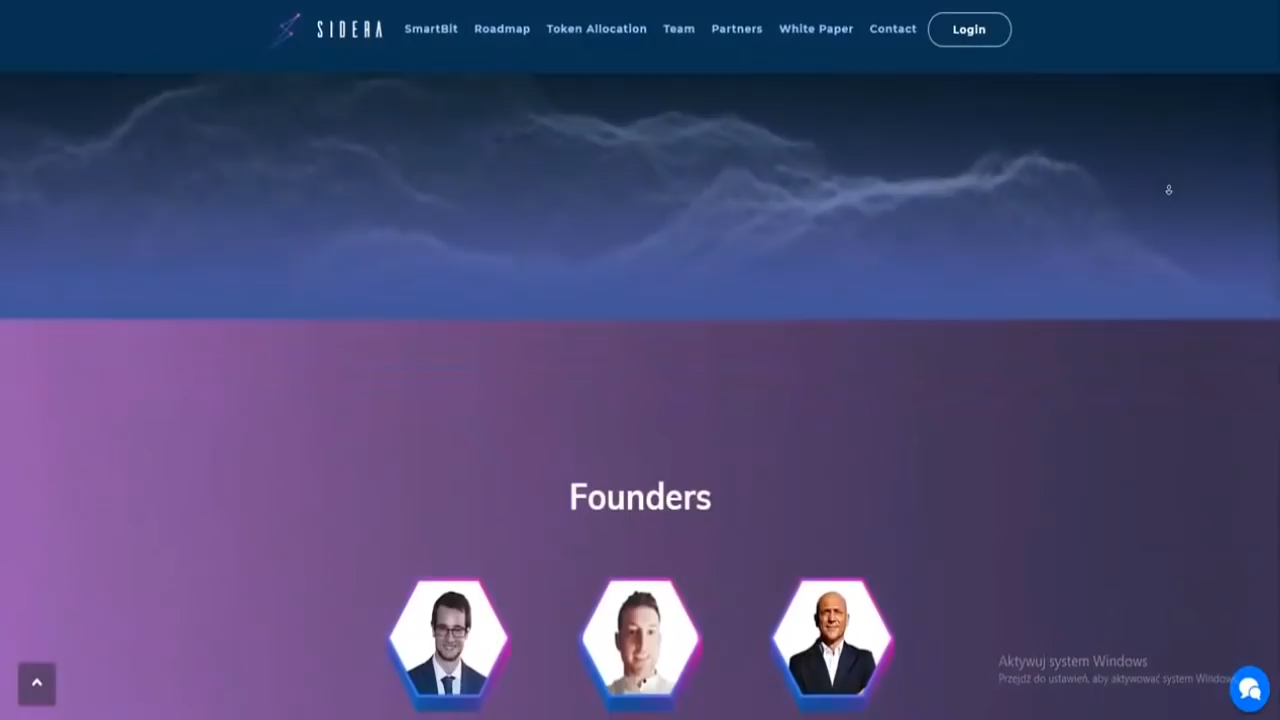 SIDERA SmartBit Roadmap Token Allocation Team Partners White Paper Contact Login
Founders
Aktywuj system Windows
Przejdź do ustawień, aby aktywować system Windows